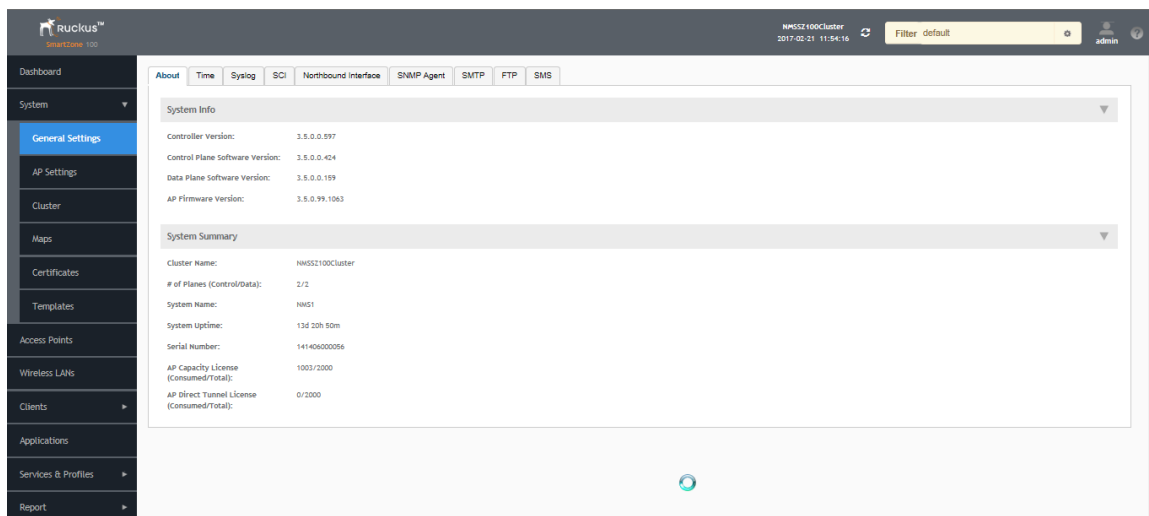 RUCKUS™
SmartZone 100
NMSSZ100Cluster
2017-02-21 11:54:16
Filter default
admin
Dashboard
System
General Settings
AP Settings
Cluster
Maps
Certificates
Templates
Access Points
Wireless LANs
Clients
Applications
Services & Profiles
Report
About Time Syslog SCI Northbound Interface SNMP Agent SMTP FTP SMS
System Info
Controller Version: 3.5.0.0.597
Control Plane Software Version: 3.5.0.0.424
Data Plane Software Version: 3.5.0.0.159
AP Firmware Version: 3.5.0.99.1063
System Summary
Cluster Name: NMSSZ100Cluster
# of Planes (Control/Data): 2/2
System Name: NMS1
System Uptime: 13d 20h 50m
Serial Number: 141406000056
AP Capacity License 1003/2000
(Consumed/Total):
AP Direct Tunnel License 0/2000
(Consumed/Total):